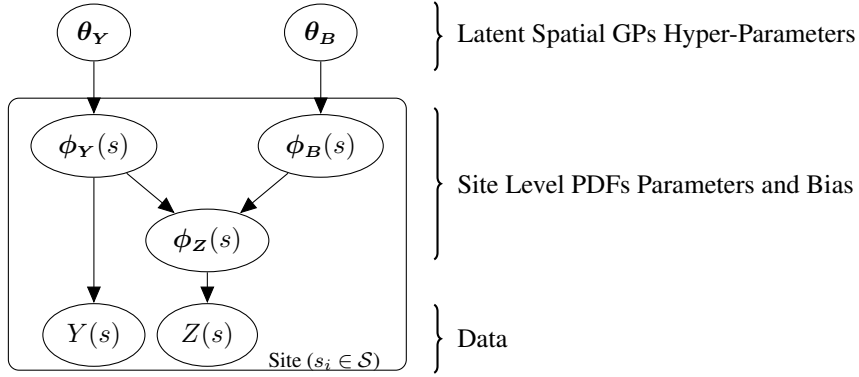 θ_Y θ_B Latent Spatial GPs Hyper-Parameters
ϕ_Y(s) ϕ_B(s)
Site Level PDFs Parameters and Bias
ϕ_Z(s)
Y(s) Z(s) Data
Site (s_i ∈ 𝒮)